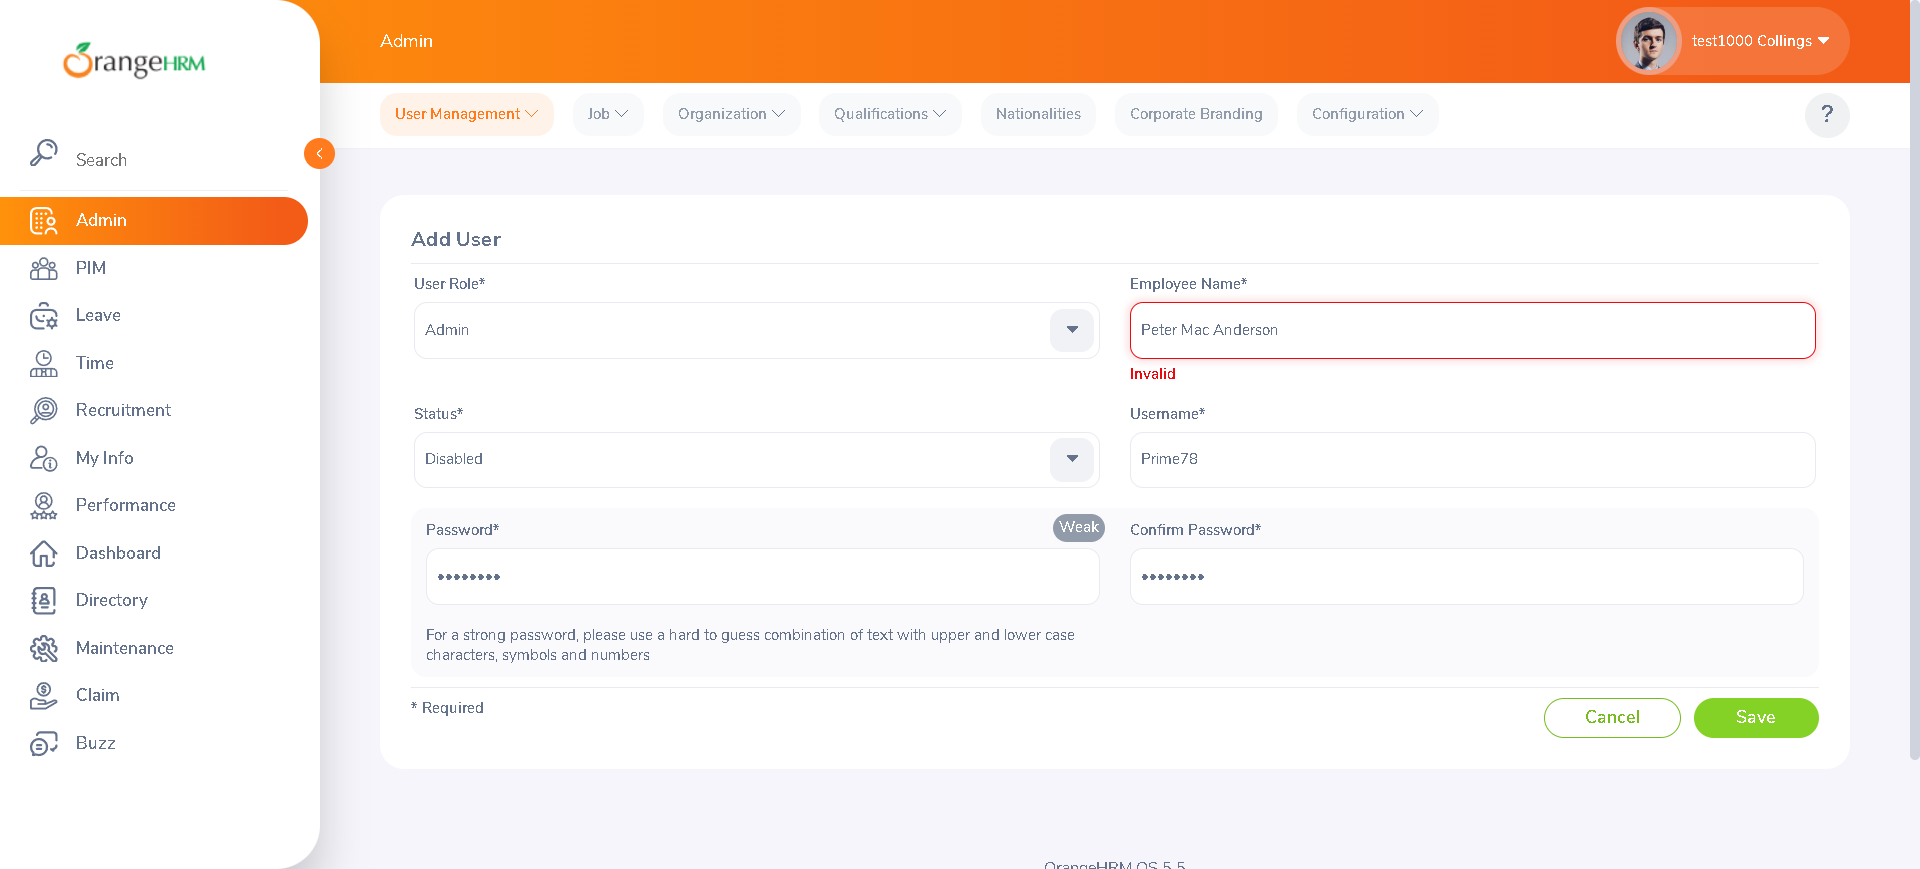 OrangeHRM
Admin
test1000 Collings
User Management
Job
Organization
Qualifications
Nationalities
Corporate Branding
Configuration
?
Search
Admin
PIM
Leave
Time
Recruitment
My Info
Performance
Dashboard
Directory
Maintenance
Claim
Buzz
Add User
User Role*
Employee Name*
Admin
Peter Mac Anderson
Invalid
Status*
Username*
Disabled
Prime78
Password*
Weak
Confirm Password*
••••••••
••••••••
For a strong password, please use a hard to guess combination of text with upper and lower case
characters, symbols and numbers
* Required
Cancel
Save
OrangeHRM OS 5.5